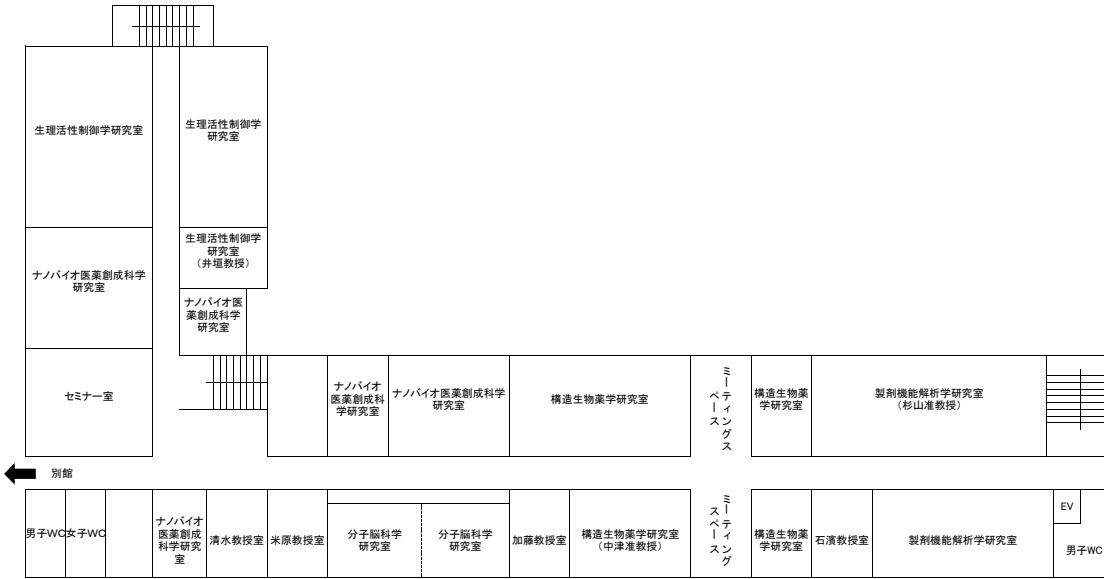 生理活性制御学研究室
生理活性制御学
研究室
生理活性制御学
研究室
（井垣教授）
ナノバイオ医薬創成科学
研究室
ナノバイオ医
薬創成科学
研究室
セミナー室
ナノバイオ
医薬創成科
学研究室
ナノバイオ医薬創成科学
研究室
構造生物薬学研究室
ミーティングス
ペース
構造生物薬
学研究室
製剤機能解析学研究室
（杉山准教授）
別館
男子WC
女子WC
ナノバイオ
医薬創成
科学研究
室
清水教授室
米原教授室
分子脳科学
研究室
分子脳科学
研究室
加藤教授室
構造生物薬学研究室
（中津准教授）
ミーティング
スペース
構造生物薬
学研究室
石濱教授室
製剤機能解析学研究室
EV
男子WC